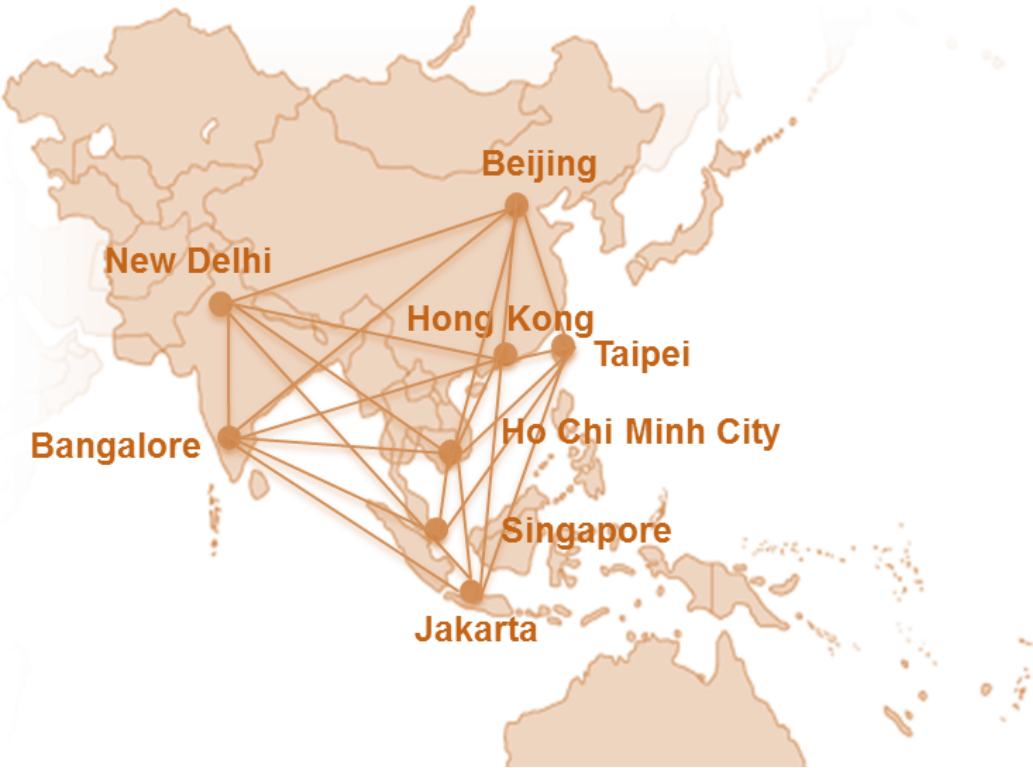 Beijing
New Delhi
Hong Kong
Taipei
Ho Chi Minh City
Bangalore
Singapore
Jakarta